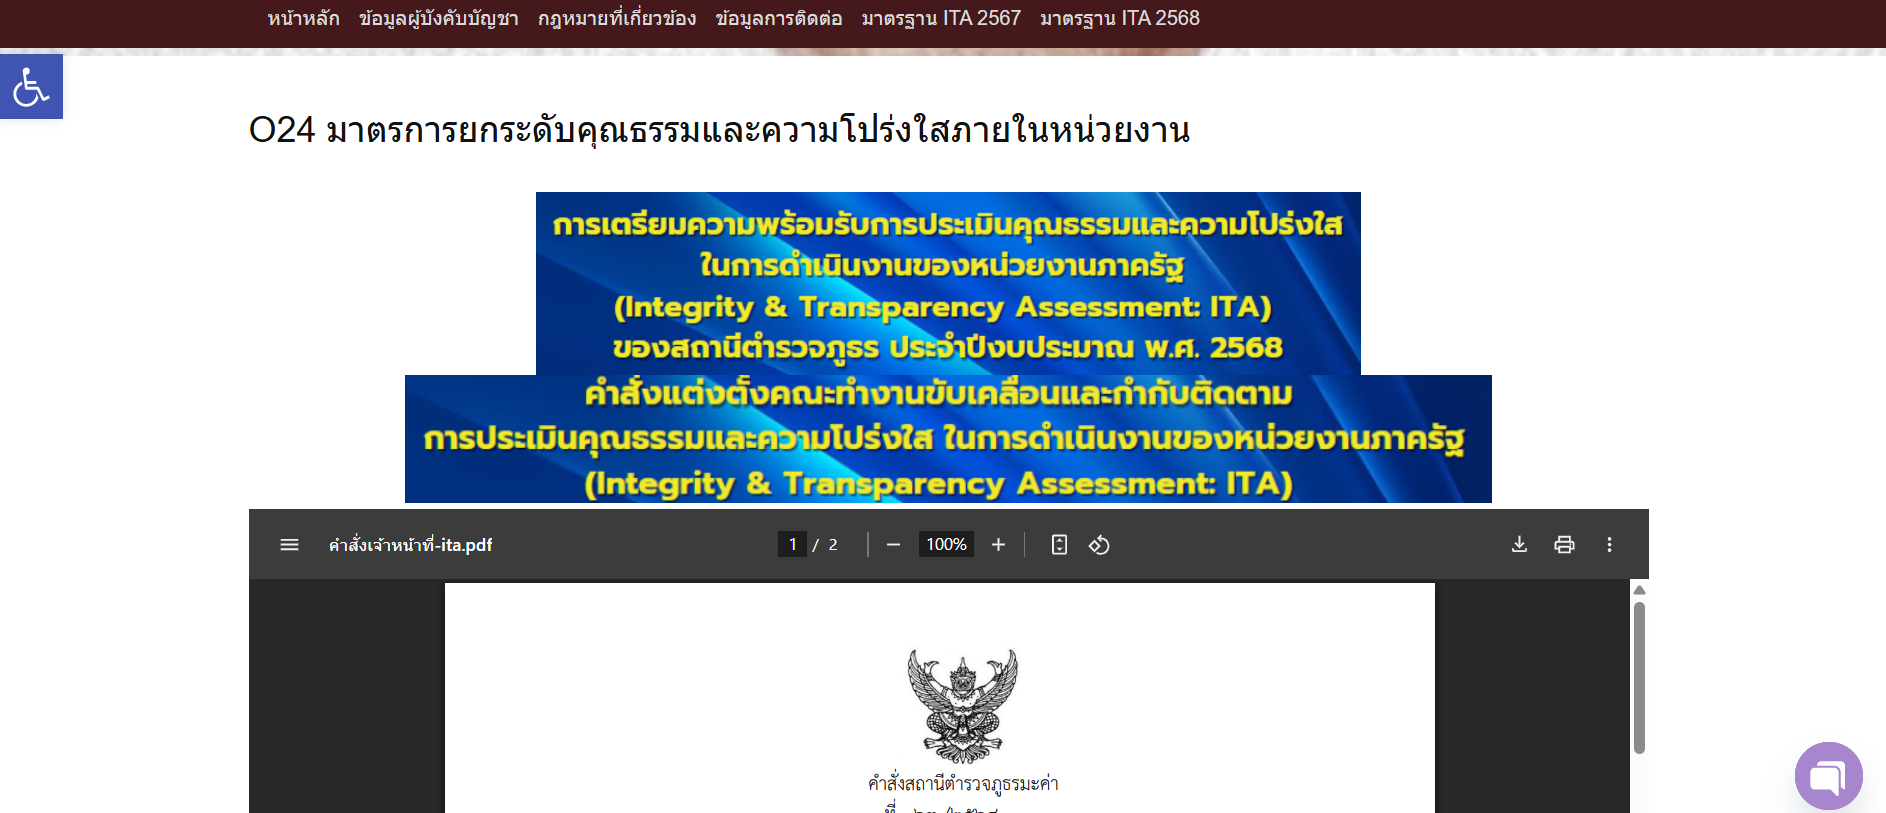 หน้าหลัก ข้อมูลผู้บังคับบัญชา กฎหมายที่เกี่ยวข้อง ข้อมูลการติดต่อ มาตรฐาน ITA 2567 มาตรฐาน ITA 2568
O24 มาตรการยกระดับคุณธรรมและความโปร่งใสภายในหน่วยงาน
การเตรียมความพร้อมรับการประเมินคุณธรรมและความโปร่งใส
ในการดำเนินงานของหน่วยงานภาครัฐ
(Integrity & Transparency Assessment: ITA)
ของสถานีตำรวจภูธร ประจำปีงบประมาณ พ.ศ. 2568
คำสั่งแต่งตั้งคณะทำงานขับเคลื่อนและกำกับติดตาม
การประเมินคุณธรรมและความโปร่งใส ในการดำเนินงานของหน่วยงานภาครัฐ
(Integrity & Transparency Assessment: ITA)
คำสั่งเจ้าหน้าที่-ita.pdf 1 / 2 100%
คำสั่งสถานีตำรวจภูธรมะค่า
ที่